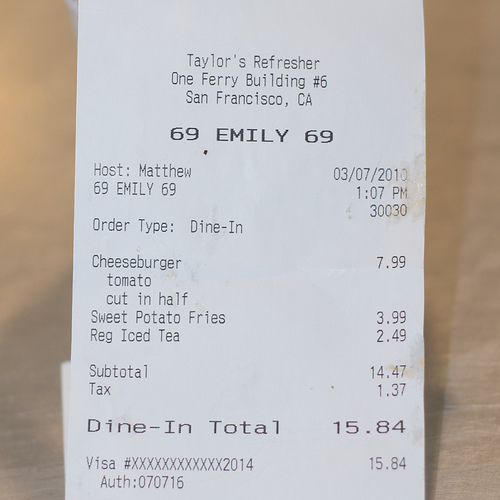 Taylor's Refresher
One Ferry Building #6
San Francisco, CA
69 EMILY 69
Host: Matthew 03/07/2010
69 EMILY 69 1:07 PM
30030
Order Type: Dine-In
Cheeseburger 7.99
tomato
cut in half
Sweet Potato Fries 3.99
Reg Iced Tea 2.49
Subtotal 14.47
Tax 1.37
Dine-In Total 15.84
Visa #XXXXXXXXXXXX2014 15.84
Auth:070716